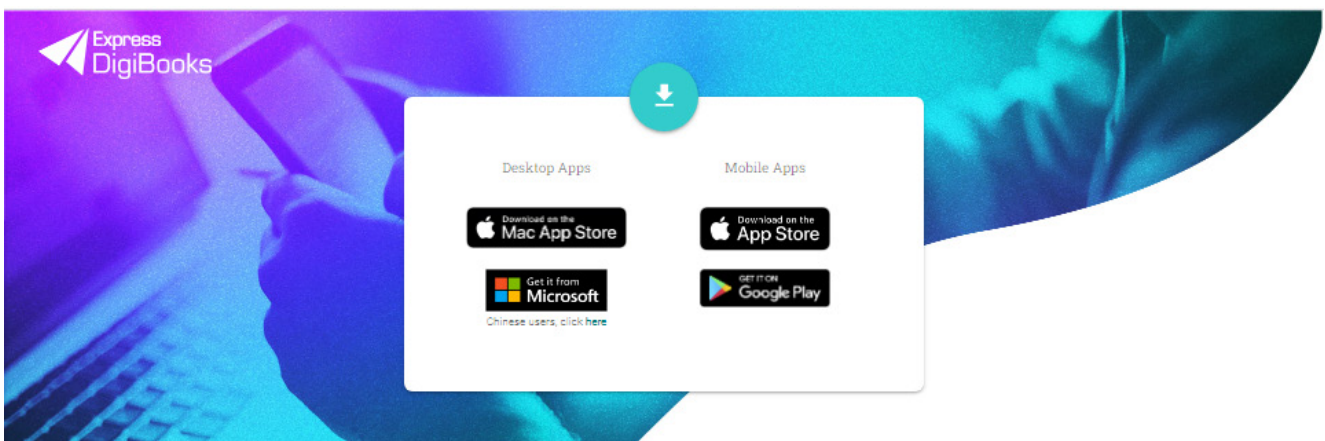 Express
DigiBooks
Desktop Apps
Download on the
Mac App Store
Get it from
Microsoft
Chinese users, click here
Mobile Apps
Download on the
App Store
GET IT ON
Google Play